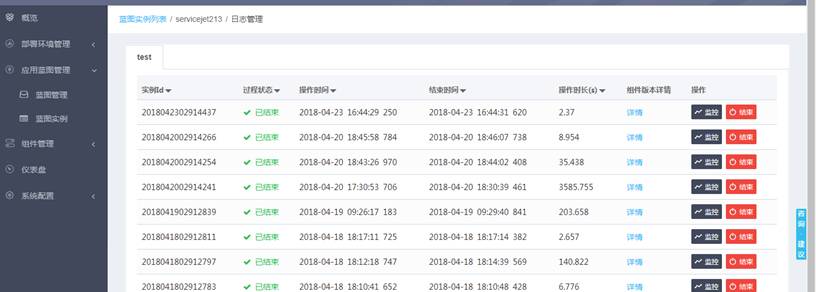 概览
部署环境管理
应用蓝图管理
蓝图管理
蓝图实例
组件管理
仪表盘
系统配置
蓝图实例列表 / servicejet213 / 日志管理
test
实例Id 过程状态 操作时间 结束时间 操作时长(s) 组件版本详情 操作
2018042302914437 已结束 2018-04-23 16:44:29 250 2018-04-23 16:44:31 620 2.37 详情 监控 结束
2018042002914266 已结束 2018-04-20 18:45:58 784 2018-04-20 18:46:07 738 8.954 详情 监控 结束
2018042002914254 已结束 2018-04-20 18:43:26 970 2018-04-20 18:44:02 408 35.438 详情 监控 结束
2018042002914241 已结束 2018-04-20 17:30:53 706 2018-04-20 18:30:39 461 3585.755 详情 监控 结束
2018041902912839 已结束 2018-04-19 09:26:17 183 2018-04-19 09:29:40 841 203.658 详情 监控 结束
2018041802912811 已结束 2018-04-18 17:17:11 725 2018-04-18 17:17:14 382 2.657 详情 监控 结束
2018041802912797 已结束 2018-04-18 18:12:18 747 2018-04-18 18:14:39 569 140.822 详情 监控 结束
2018041802912783 已结束 2018-04-18 18:10:41 652 2018-04-18 18:10:48 428 6.776 详情 监控 结束
咨询·建议